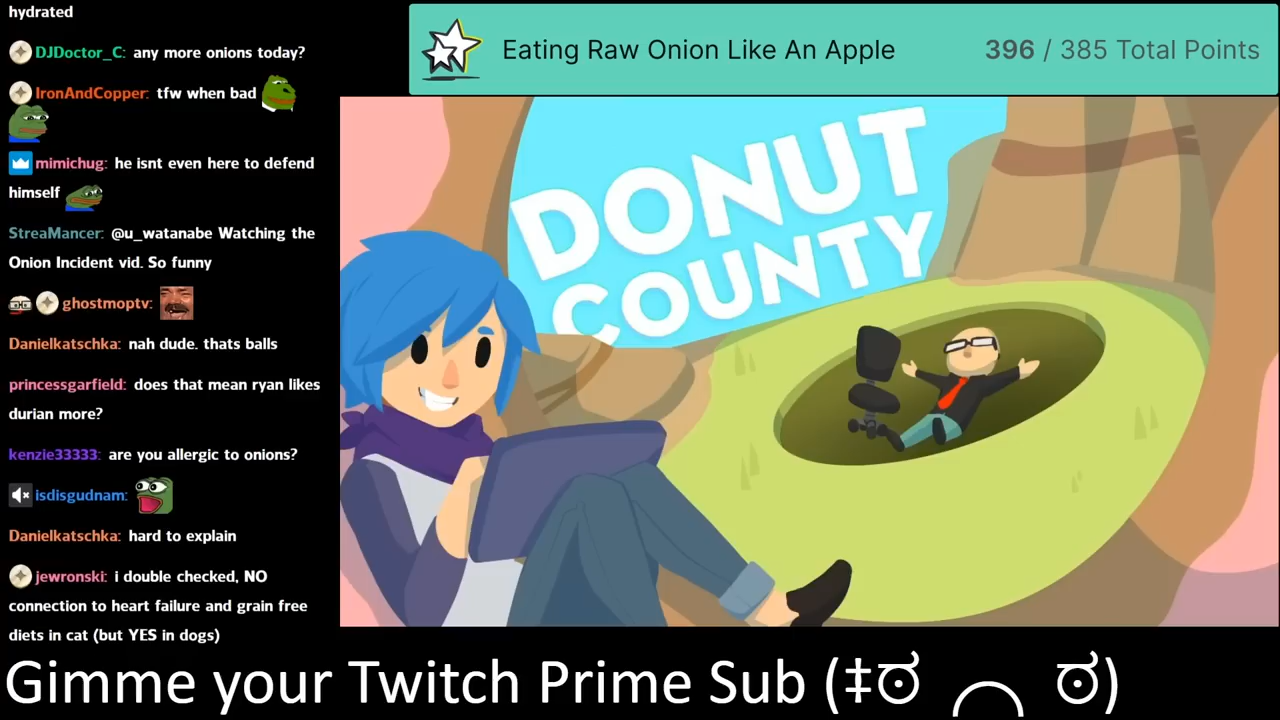 hydrated
DJDoctor_C: any more onions today?
IronAndCopper: tfw when bad
mimichug: he isnt even here to defend
himself
StreaMancer: @u_watanabe Watching the
Onion Incident vid. So funny
ghostmoptv:
Danielkatschka: nah dude. thats balls
princessgarfield: does that mean ryan likes
durian more?
kenzie33333: are you allergic to onions?
isdisgudnam:
Danielkatschka: hard to explain
jewronski: i double checked, NO
connection to heart failure and grain free
diets in cat (but YES in dogs)
Eating Raw Onion Like An Apple 396 / 385 Total Points
DONUT
COUNTY
Gimme your Twitch Prime Sub (‡ಠ ⁔ ಠ)